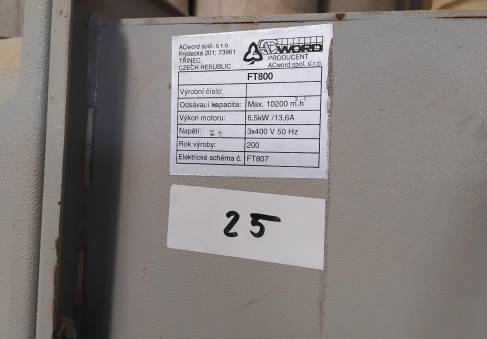 ACword spol. s r.o.
Frýdecká 201, 73961
TŘINEC
CZECH REPUBLIC
ACWORD
PRODUCENT
ACword spol. s r.o.
FT800
Výrobní číslo:
Odsávací kapacita: Max. 10200 m³h⁻¹
Výkon motoru: 6,5kW /13,6A
Napětí: 3x400 V 50 Hz
Rok výroby: 200
Elektrické schéma č. FT807
25